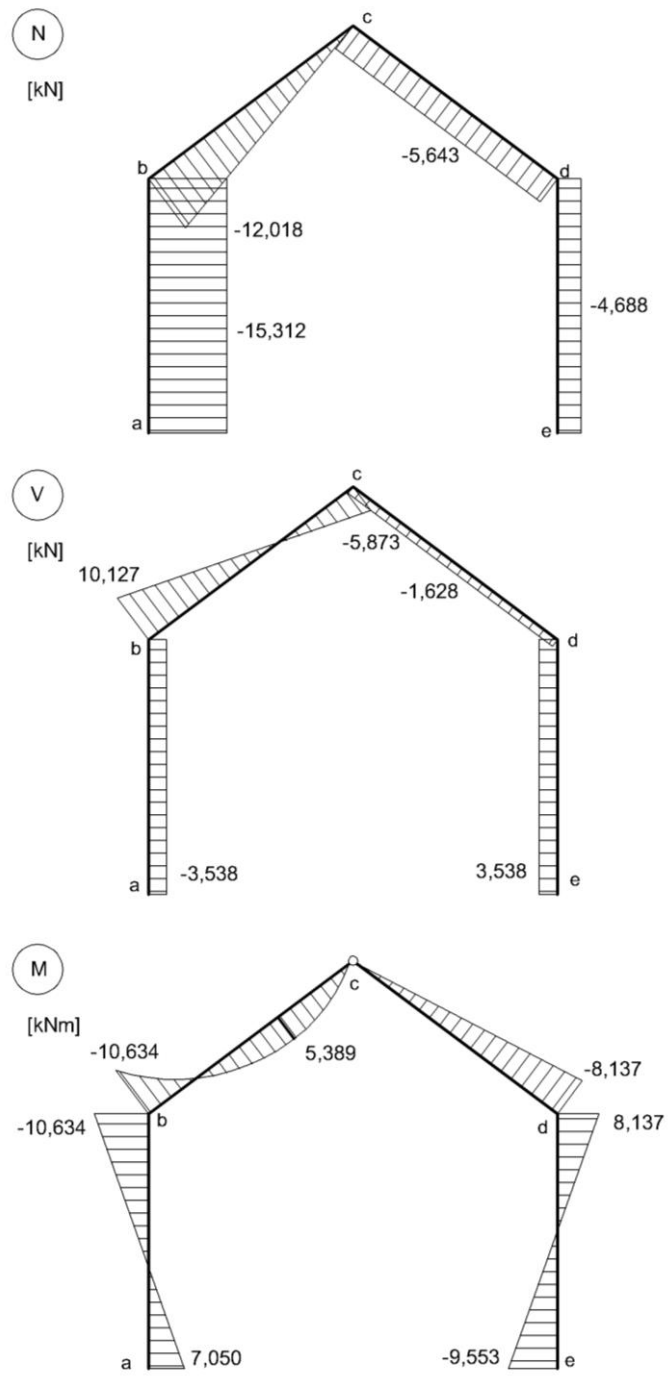 N
[kN]
c
b
-5,643
d
-12,018
-4,688
-15,312
a
e
V
[kN]
c
-5,873
10,127
-1,628
b
d
-3,538
3,538
a
e
M
[kNm]
c
-10,634
5,389
-8,137
-10,634
b
d
8,137
a
7,050
-9,553
e